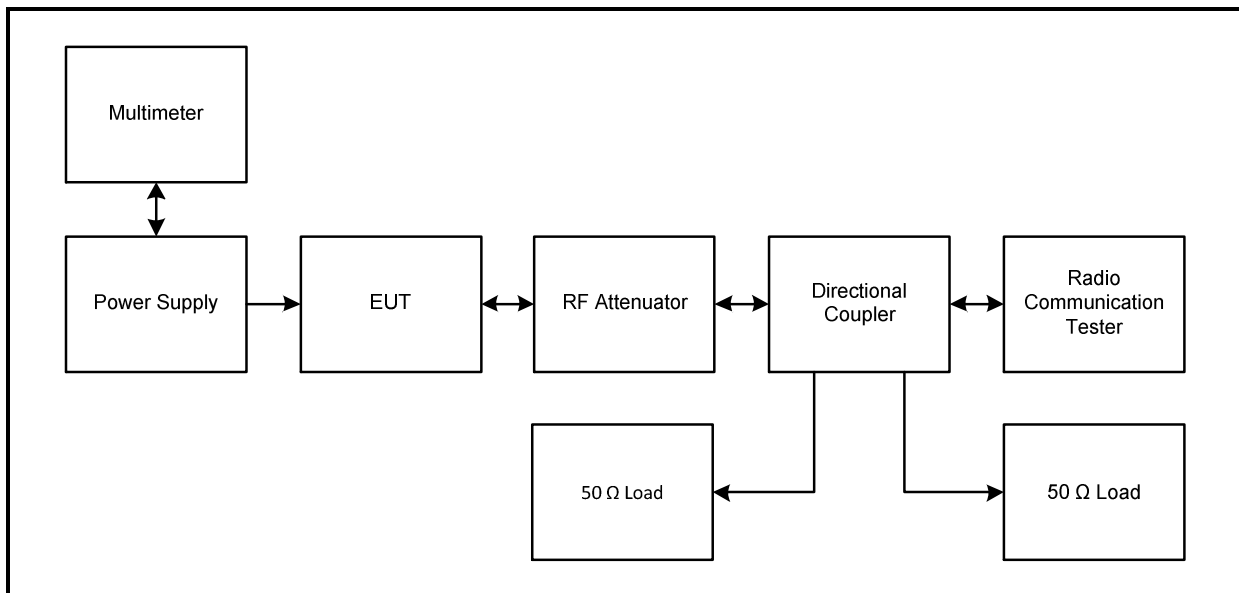 Multimeter
Power Supply
EUT
RF Attenuator
Directional
Coupler
Radio
Communication
Tester
50 Ω Load
50 Ω Load